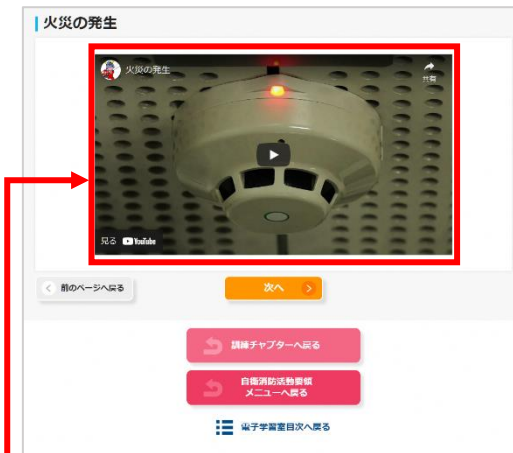 火災の発生
火災の発生
共有
見る YouTube
前のページへ戻る
次へ
訓練チャプターへ戻る
自衛消防活動要領
メニューへ戻る
電子学習室目次へ戻る